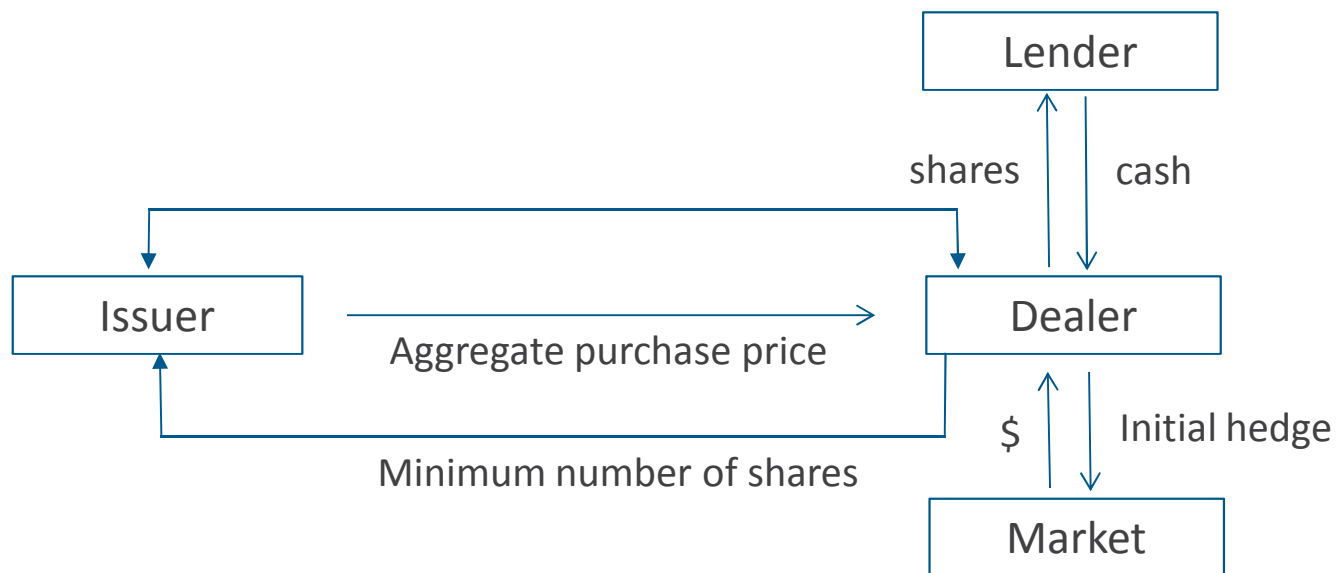 Lender
shares
cash
Issuer
Dealer
Aggregate purchase price
$
Initial hedge
Minimum number of shares
Market